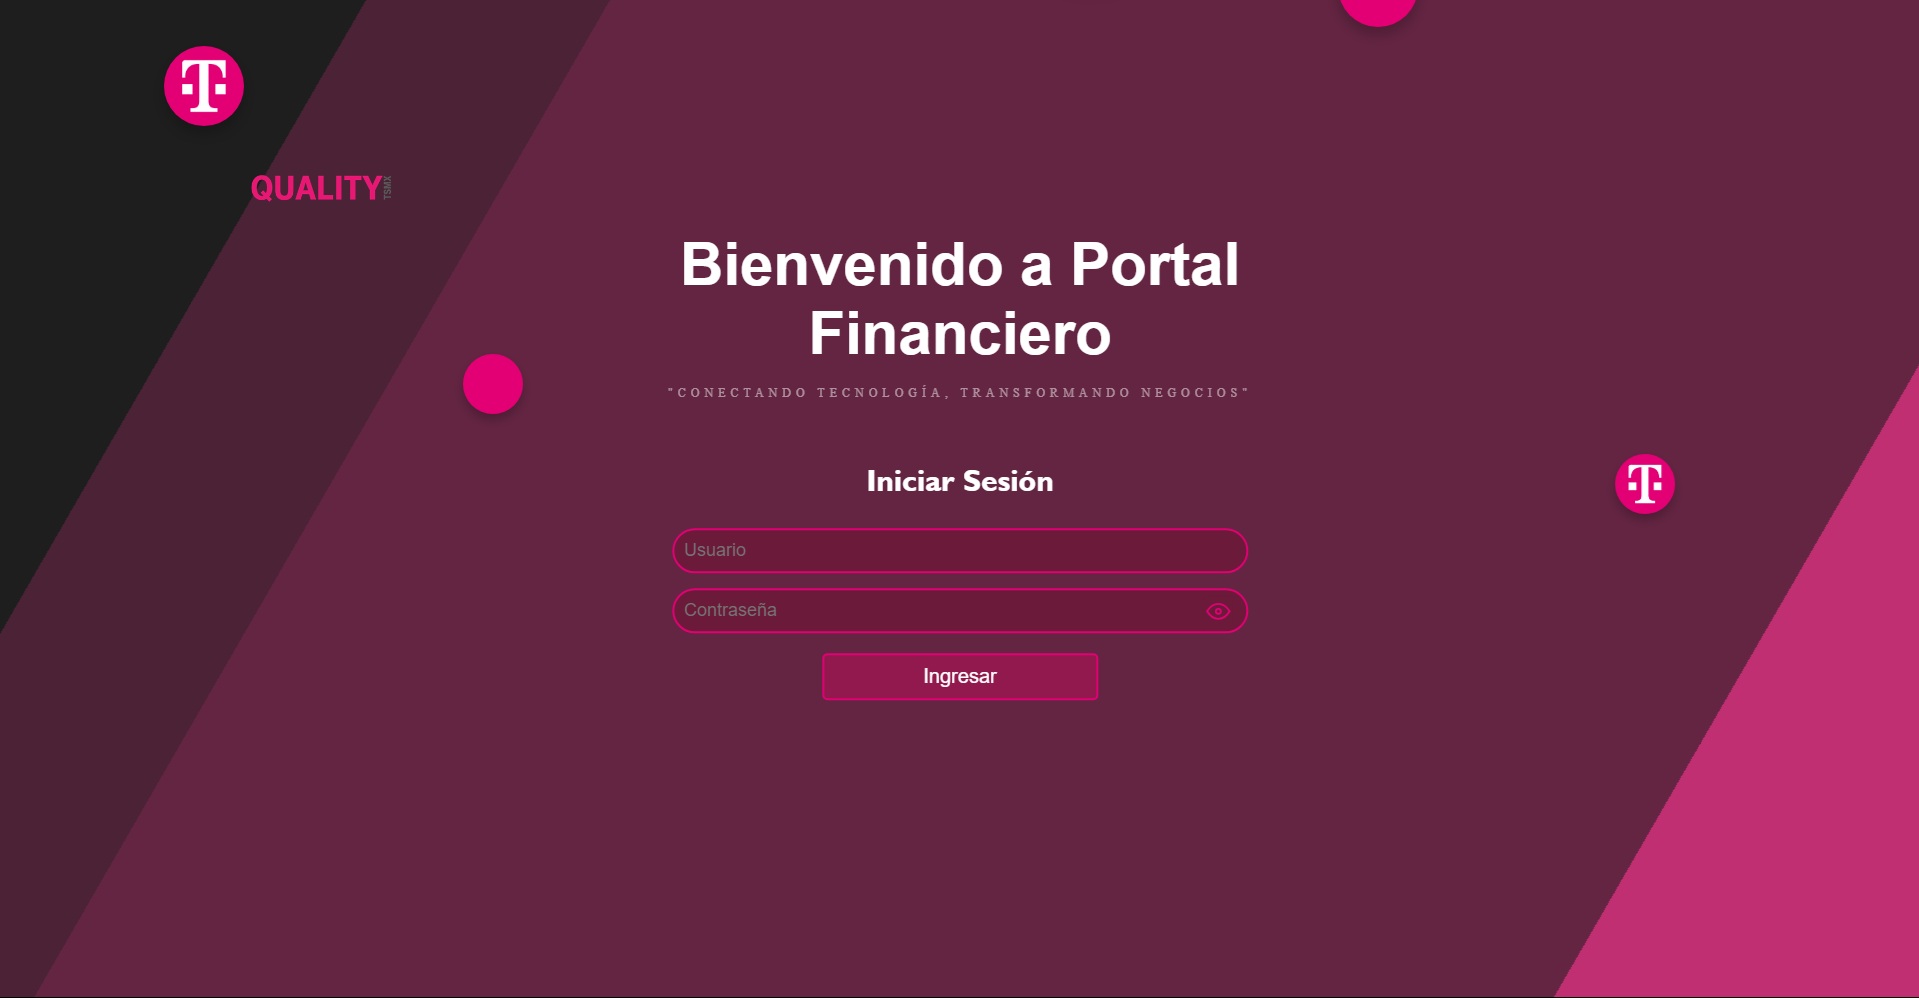 T
QUALITY TSMX
Bienvenido a Portal
Financiero
"CONECTANDO TECNOLOGÍA, TRANSFORMANDO NEGOCIOS"
Iniciar Sesión
T
Usuario
Contraseña
Ingresar